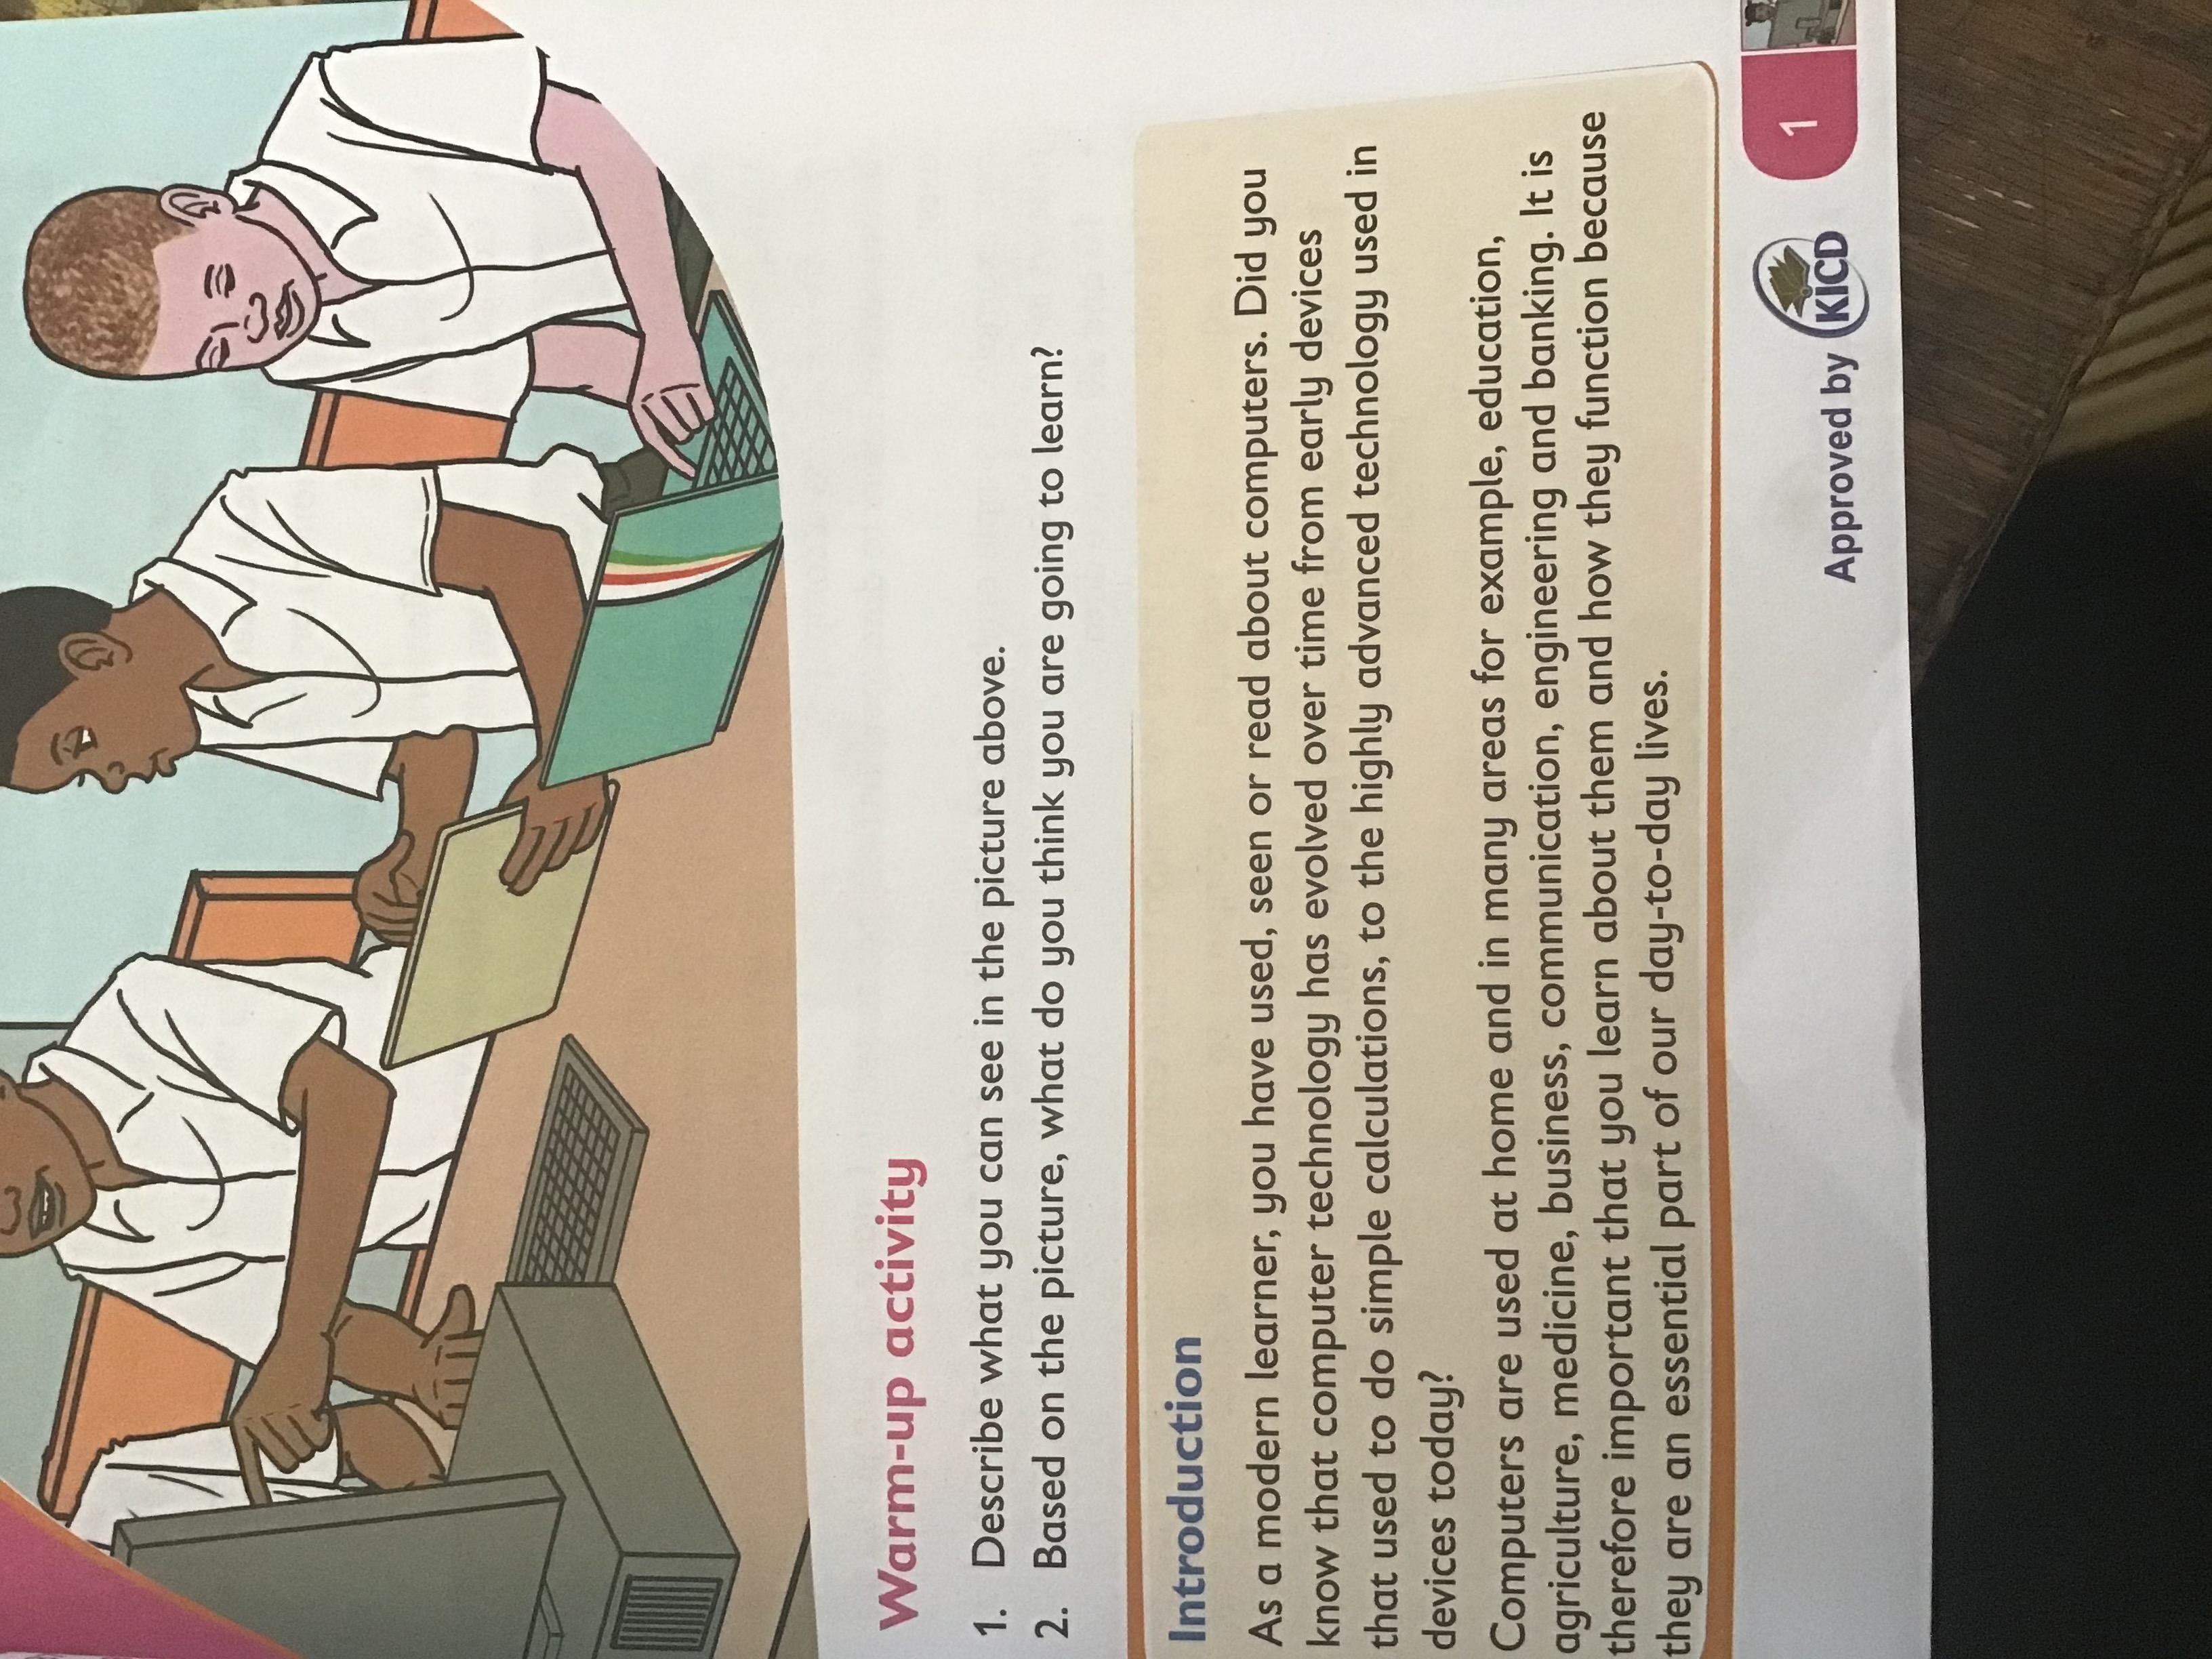 Warm-up activity
1. Describe what you can see in the picture above.
2. Based on the picture, what do you think you are going to learn?
Introduction
As a modern learner, you have used, seen or read about computers. Did you
know that computer technology has evolved over time from early devices
that used to do simple calculations, to the highly advanced technology used in
devices today?
Computers are used at home and in many areas for example, education,
agriculture, medicine, business, communication, engineering and banking. It is
therefore important that you learn about them and how they function because
they are an essential part of our day-to-day lives.
Approved by KICD
1